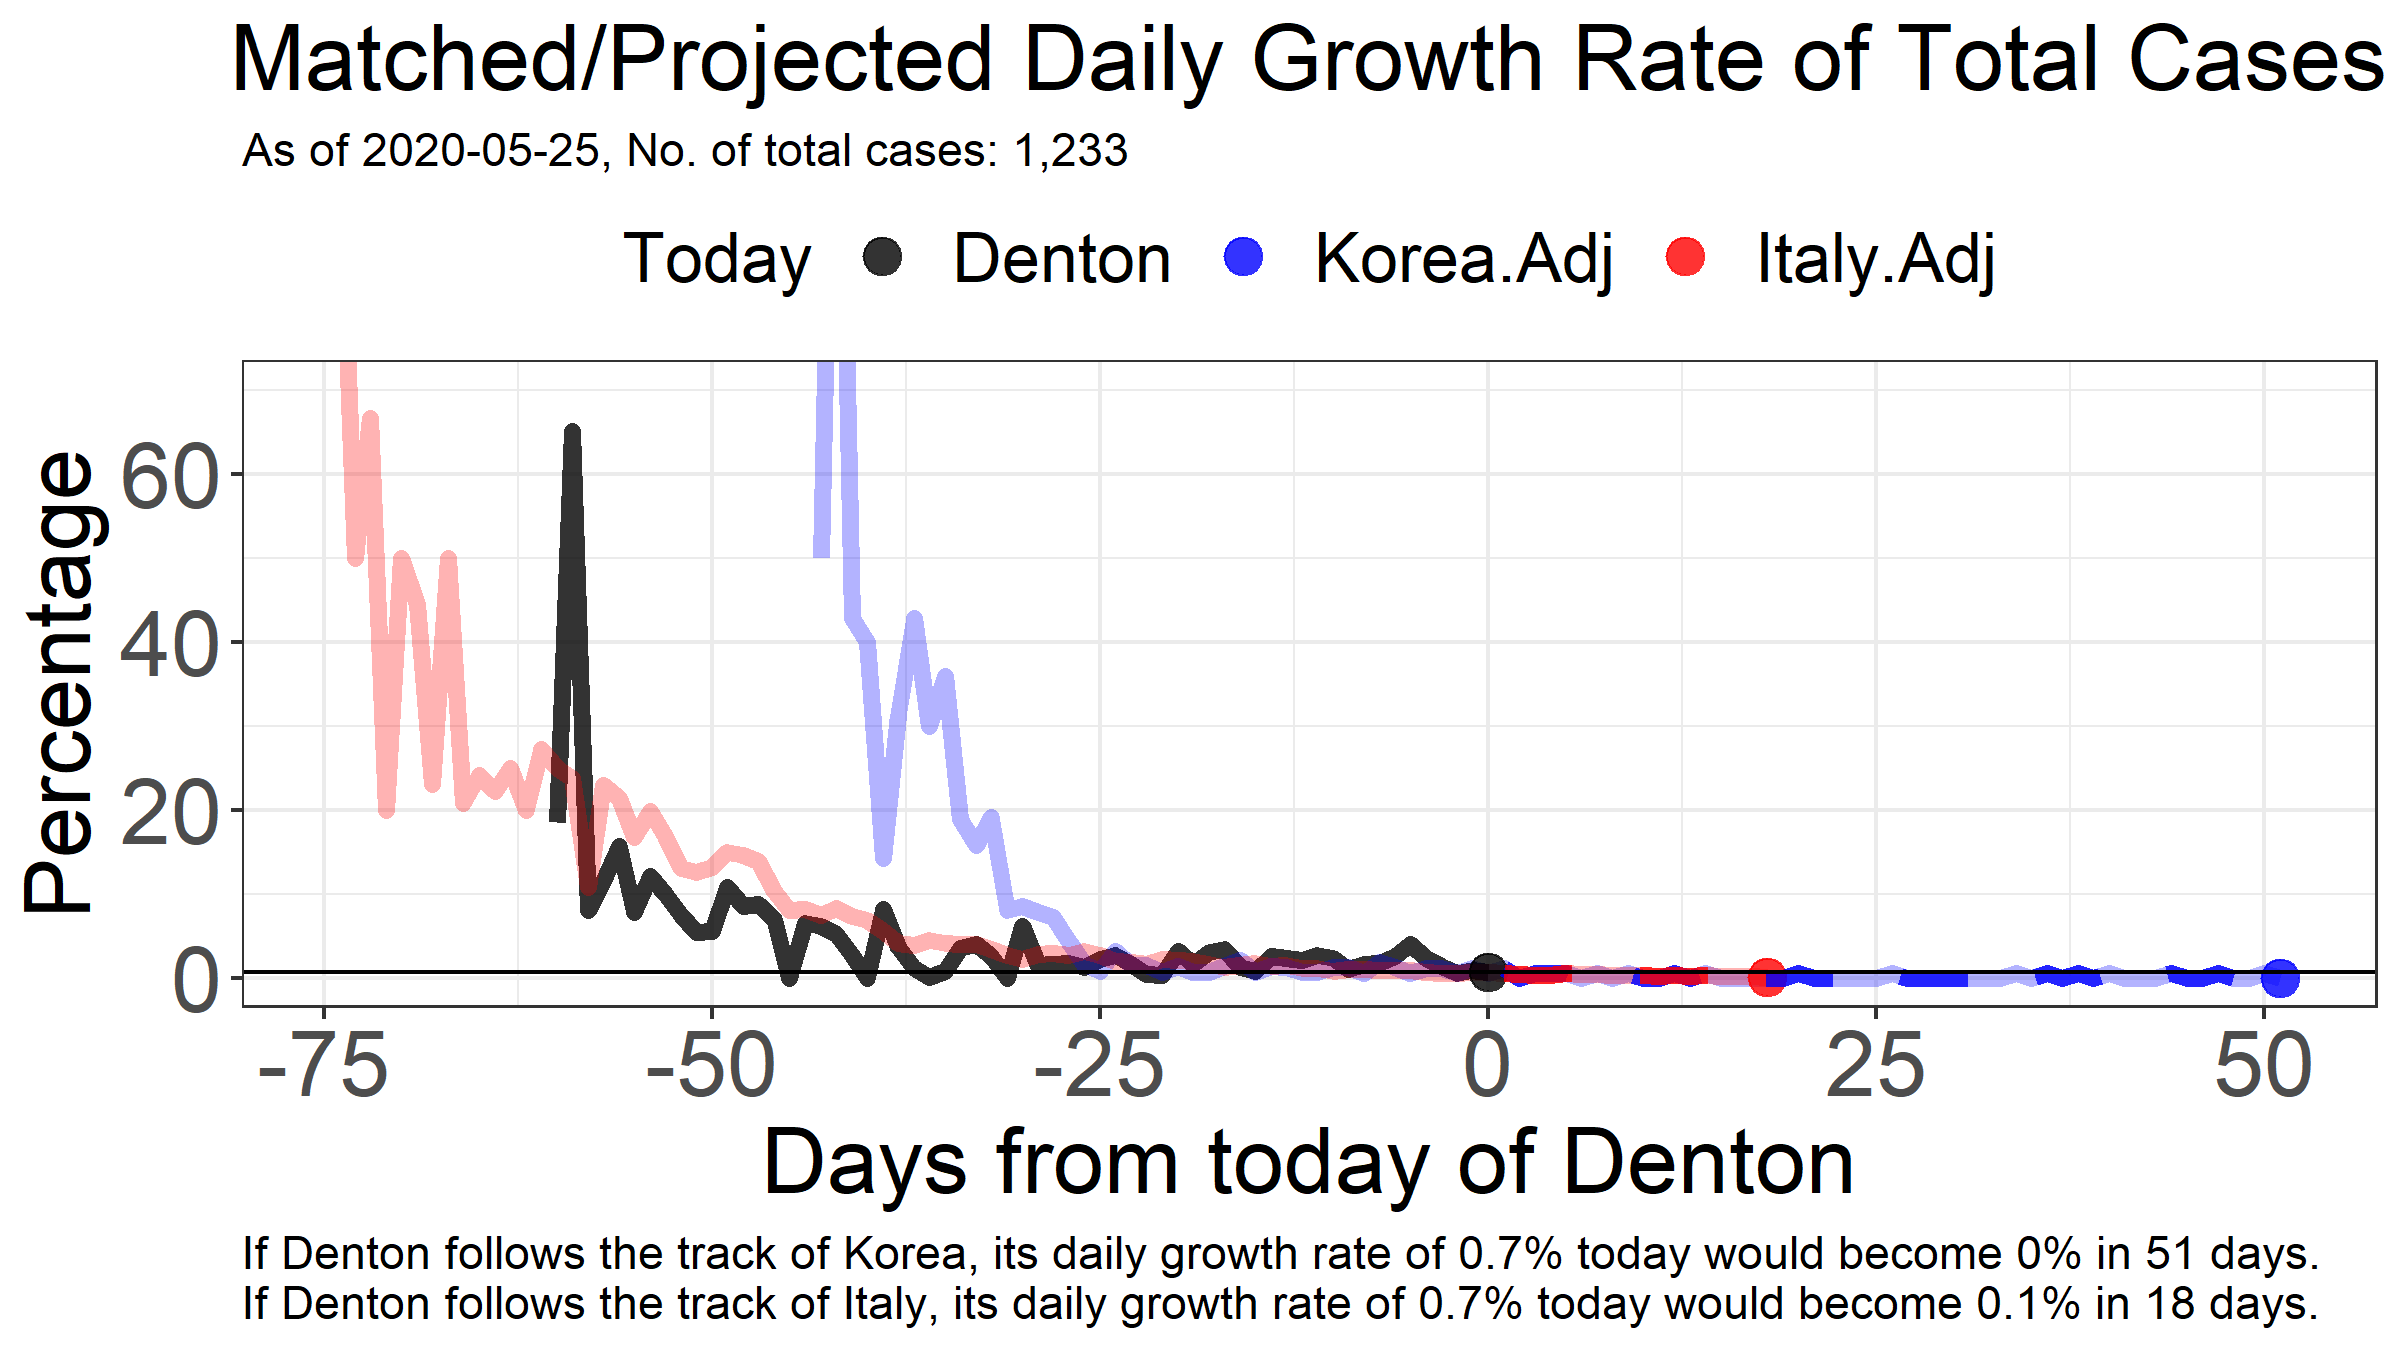 Matched/Projected Daily Growth Rate of Total Cases
As of 2020-05-25, No. of total cases: 1,233
Today Denton Korea.Adj Italy.Adj
Percentage
60
40
20
0
-75 -50 -25 0 25 50
Days from today of Denton
If Denton follows the track of Korea, its daily growth rate of 0.7% today would become 0% in 51 days.
If Denton follows the track of Italy, its daily growth rate of 0.7% today would become 0.1% in 18 days.